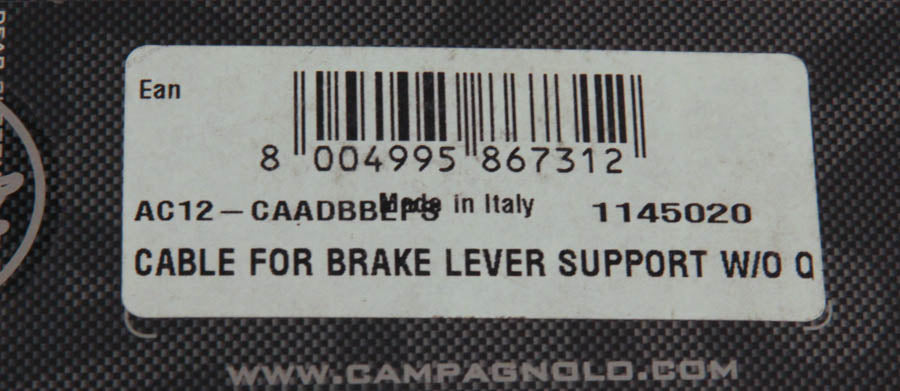 Ean
8 004995 867312
AC12-CAADBBEPS Made in Italy 1145020
CABLE FOR BRAKE LEVER SUPPORT W/O Q
WWW.CAMPAGNOLO.COM